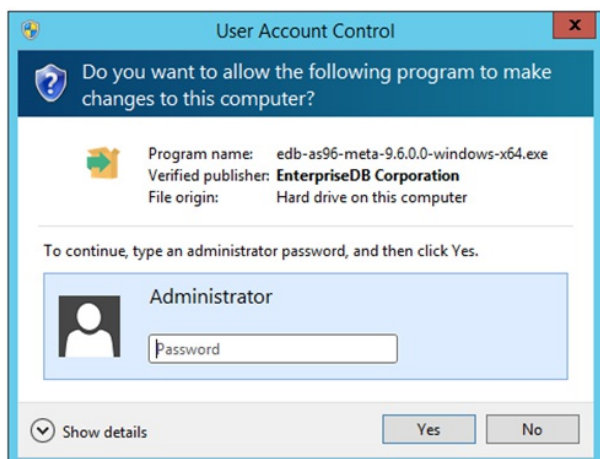 User Account Control
x
Do you want to allow the following program to make
changes to this computer?
Program name: edb-as96-meta-9.6.0.0-windows-x64.exe
Verified publisher: EnterpriseDB Corporation
File origin: Hard drive on this computer
To continue, type an administrator password, and then click Yes.
Administrator
Password
Show details Yes No